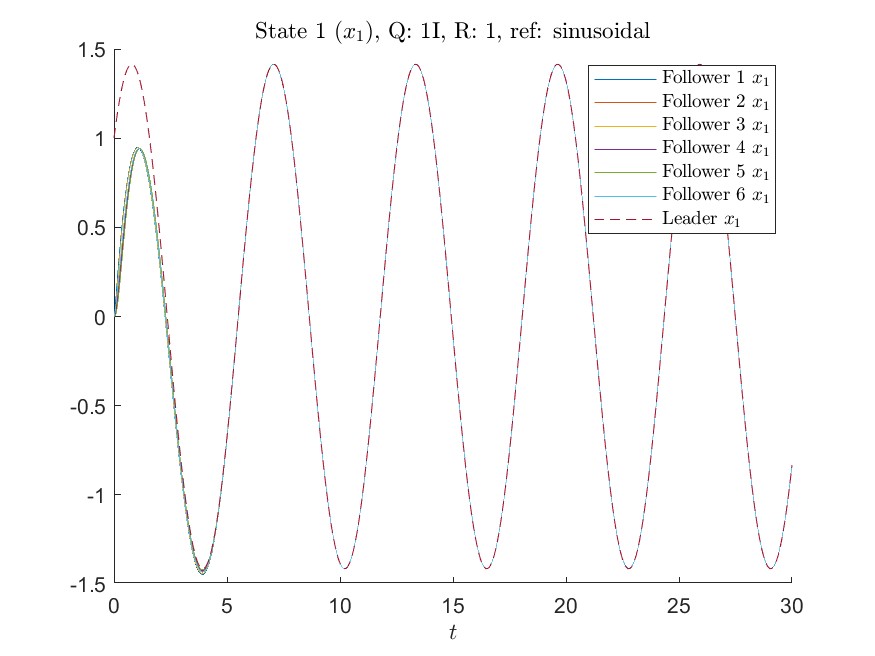 State 1 (x₁), Q: 1I, R: 1, ref: sinusoidal
1.5
1
0.5
0
-0.5
-1
-1.5
Follower 1 x₁
Follower 2 x₁
Follower 3 x₁
Follower 4 x₁
Follower 5 x₁
Follower 6 x₁
Leader x₁
0 5 10 15 20 25 30
t